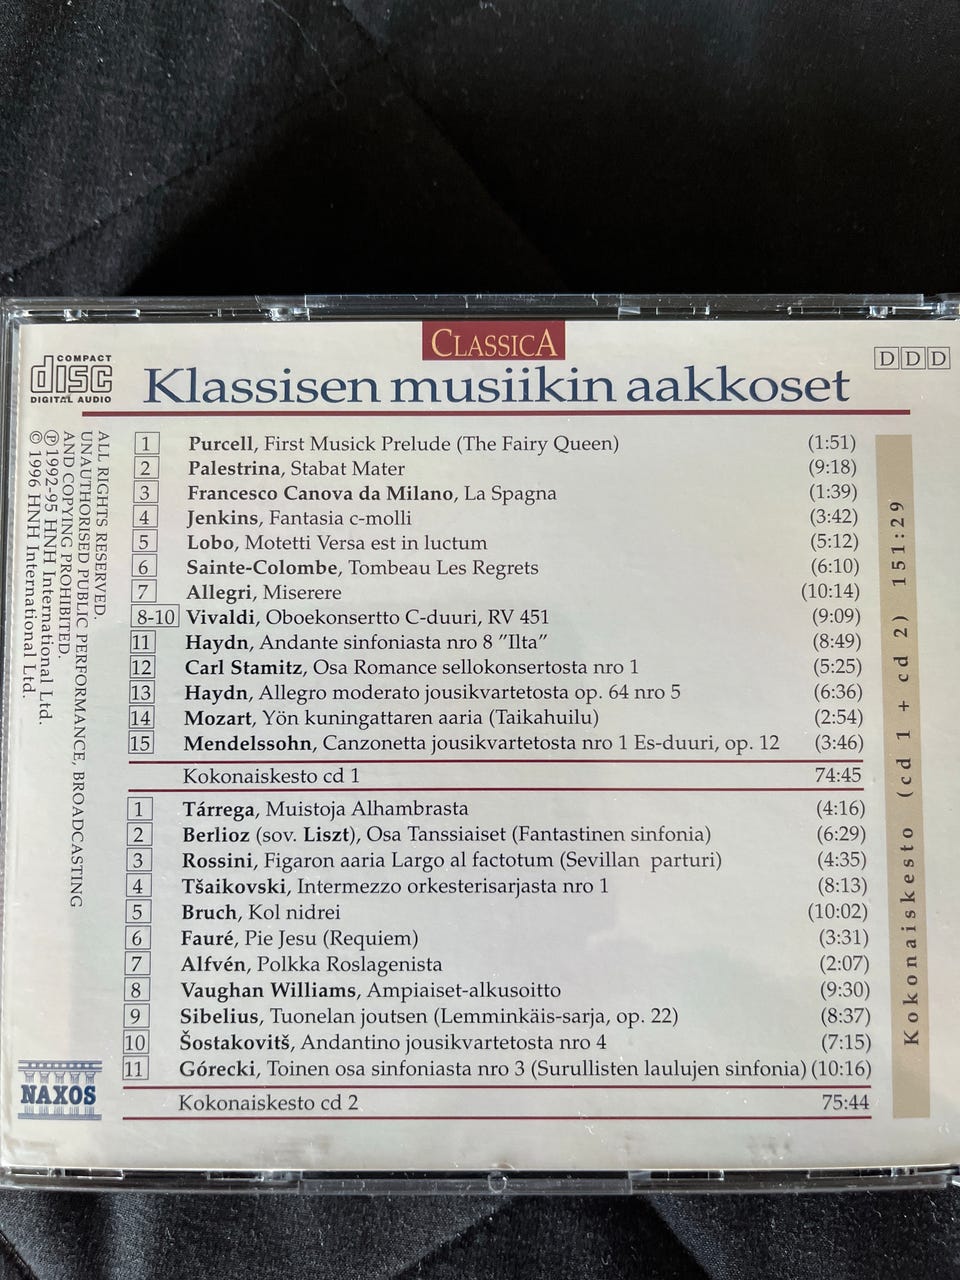 CLASSICA
COMPACT
disc
DIGITAL AUDIO
DDD
Klassisen musiikin aakkoset
1 Purcell, First Musick Prelude (The Fairy Queen) (1:51)
2 Palestrina, Stabat Mater (9:18)
3 Francesco Canova da Milano, La Spagna (1:39)
4 Jenkins, Fantasia c-molli (3:42)
5 Lobo, Motetti Versa est in luctum (5:12)
6 Sainte-Colombe, Tombeau Les Regrets (6:10)
7 Allegri, Miserere (10:14)
8-10 Vivaldi, Oboekonsertto C-duuri, RV 451 (9:09)
11 Haydn, Andante sinfoniasta nro 8 ”Ilta” (8:49)
12 Carl Stamitz, Osa Romance sellokonsertosta nro 1 (5:25)
13 Haydn, Allegro moderato jousikvartetosta op. 64 nro 5 (6:36)
14 Mozart, Yön kuningattaren aaria (Taikahuilu) (2:54)
15 Mendelssohn, Canzonetta jousikvartetosta nro 1 Es-duuri, op. 12 (3:46)
Kokonaiskesto cd 1 74:45
1 Tárrega, Muistoja Alhambrasta (4:16)
2 Berlioz (sov. Liszt), Osa Tanssiaiset (Fantastinen sinfonia) (6:29)
3 Rossini, Figaron aaria Largo al factotum (Sevillan parturi) (4:35)
4 Tšaikovski, Intermezzo orkesterisarjasta nro 1 (8:13)
5 Bruch, Kol nidrei (10:02)
6 Fauré, Pie Jesu (Requiem) (3:31)
7 Alfvén, Polkka Roslagenista (2:07)
8 Vaughan Williams, Ampiaiset-alkusoitto (9:30)
9 Sibelius, Tuonelan joutsen (Lemminkäis-sarja, op. 22) (8:37)
10 Šostakovitš, Andantino jousikvartetosta nro 4 (7:15)
11 Górecki, Toinen osa sinfoniasta nro 3 (Surullisten laulujen sinfonia) (10:16)
Kokonaiskesto cd 2 75:44
ALL RIGHTS RESERVED.
UNAUTHORISED PUBLIC PERFORMANCE, BROADCASTING
AND COPYING PROHIBITED.
℗ 1992-95 HNH International Ltd.
© 1996 HNH International Ltd.
NAXOS
Kokonaiskesto (cd 1 + cd 2) 151:29